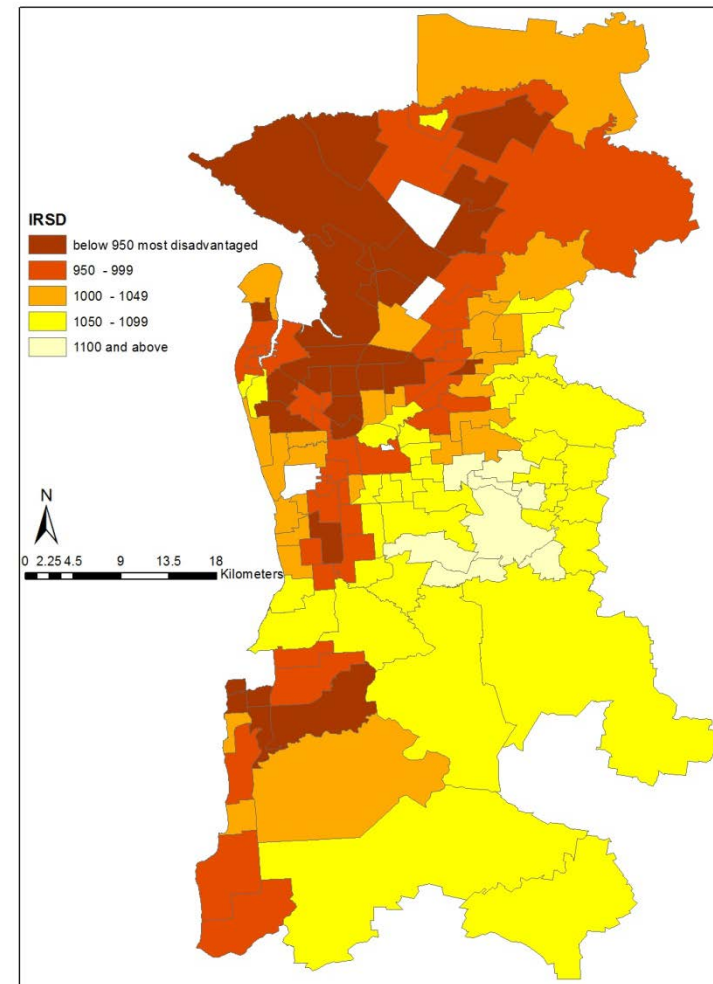 IRSD
below 950 most disadvantaged
950 - 999
1000 - 1049
1050 - 1099
1100 and above
N
0 2.25 4.5 9 13.5 18
Kilometers